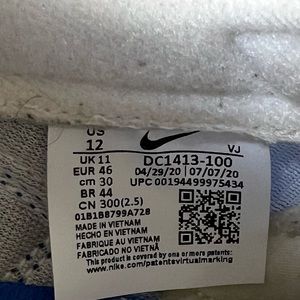 US
12
UK 11
EUR 46
cm 30
BR 44
CN 300(2.5)
VJ
DC1413-100
04/29/20 07/07/20
UPC 00194499975434
01B1B8799A728
MADE IN VIETNAM
HECHO EN VIETNAM
FABRIQUE AU VIETNAM
FABRICADO NO VIETNÃ
This product is covered by one or more patents:
www.nike.com/patentsvirtualmarking